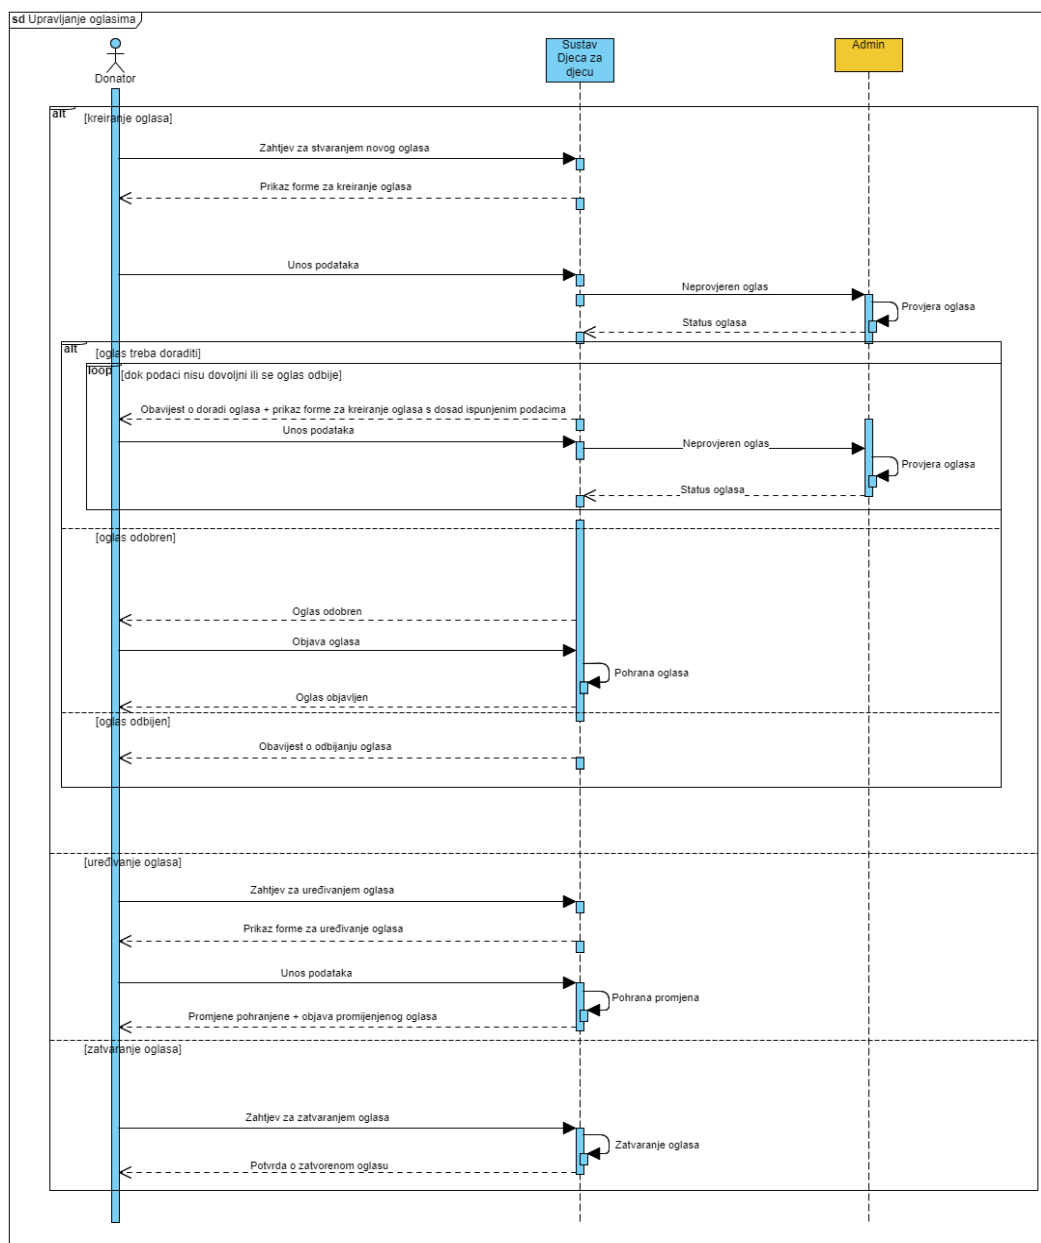 sd Upravljanje oglasima
Donator
Sustav
Djeca za
djecu
Admin
alt
[kreiranje oglasa]
Zahtjev za stvaranjem novog oglasa
Prikaz forme za kreiranje oglasa
Unos podataka
Neprovjeren oglas
Provjera oglasa
Status oglasa
alt
[oglas treba doraditi]
loop
[dok podaci nisu dovoljni ili se oglas odbije]
Obavijest o doradi oglasa + prikaz forme za kreiranje oglasa s dosad ispunjenim podacima
Unos podataka
Neprovjeren oglas
Provjera oglasa
Status oglasa
[oglas odobren]
Oglas odobren
Objava oglasa
Pohrana oglasa
Oglas objavljen
[oglas odbijen]
Obavijest o odbijanju oglasa
[uređivanje oglasa]
Zahtjev za uređivanjem oglasa
Prikaz forme za uređivanje oglasa
Unos podataka
Pohrana promjena
Promjene pohranjene + objava promijenjenog oglasa
[zatvaranje oglasa]
Zahtjev za zatvaranjem oglasa
Zatvaranje oglasa
Potvrda o zatvorenom oglasu